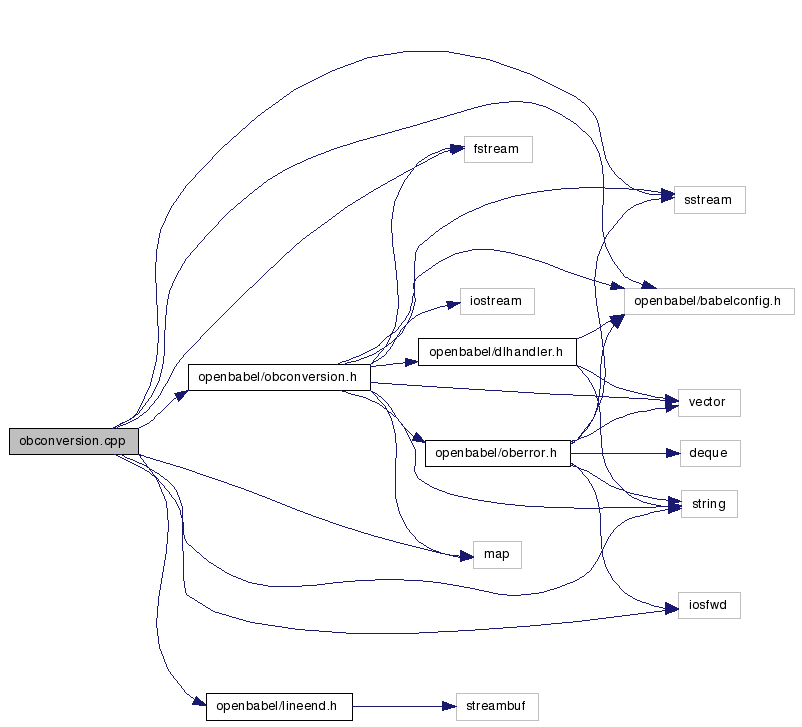 fstream
sstream
iostream
openbabel/babelconfig.h
openbabel/dlhandler.h
openbabel/obconversion.h
vector
obconversion.cpp
openbabel/oberror.h
deque
string
map
iosfwd
openbabel/lineend.h
streambuf